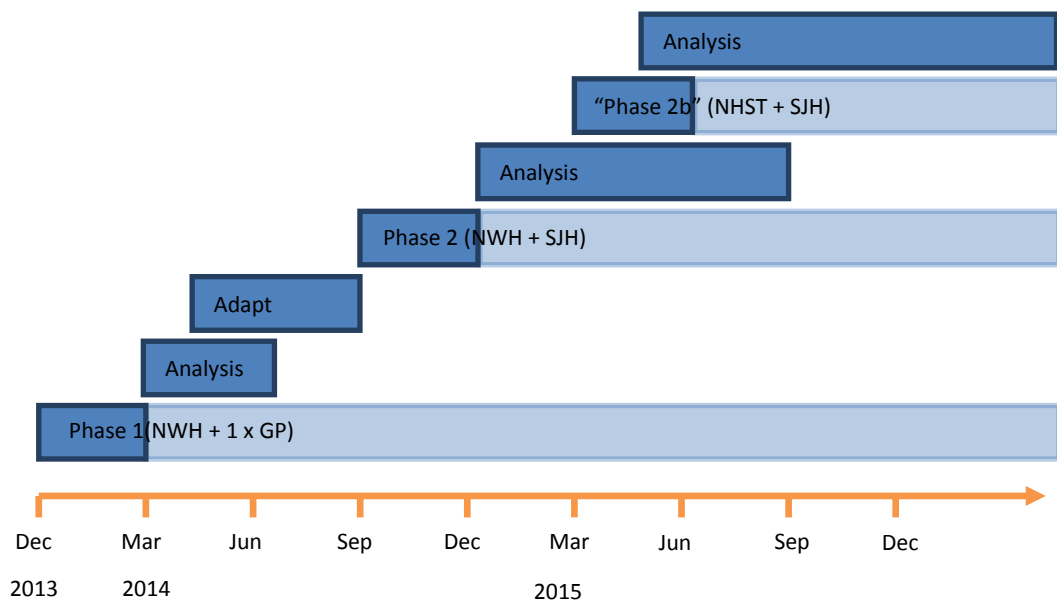 Analysis
“Phase 2b” (NHST + SJH)
Analysis
Phase 2 (NWH + SJH)
Adapt
Analysis
Phase 1(NWH + 1 x GP)
Dec Mar Jun Sep Dec Mar Jun Sep Dec
2013 2014 2015